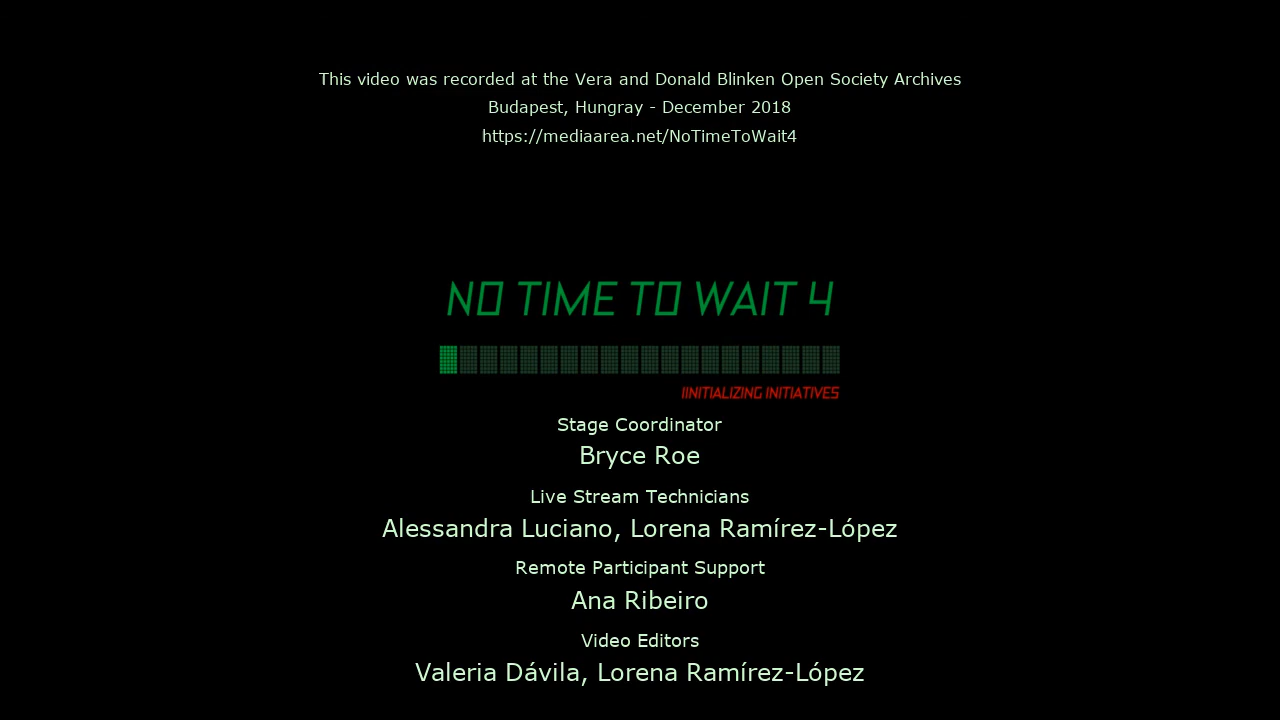 This video was recorded at the Vera and Donald Blinken Open Society Archives
Budapest, Hungray - December 2018
https://mediaarea.net/NoTimeToWait4
NO TIME TO WAIT 4
IINITIALIZING INITIATIVES
Stage Coordinator
Bryce Roe
Live Stream Technicians
Alessandra Luciano, Lorena Ramírez-López
Remote Participant Support
Ana Ribeiro
Video Editors
Valeria Dávila, Lorena Ramírez-López